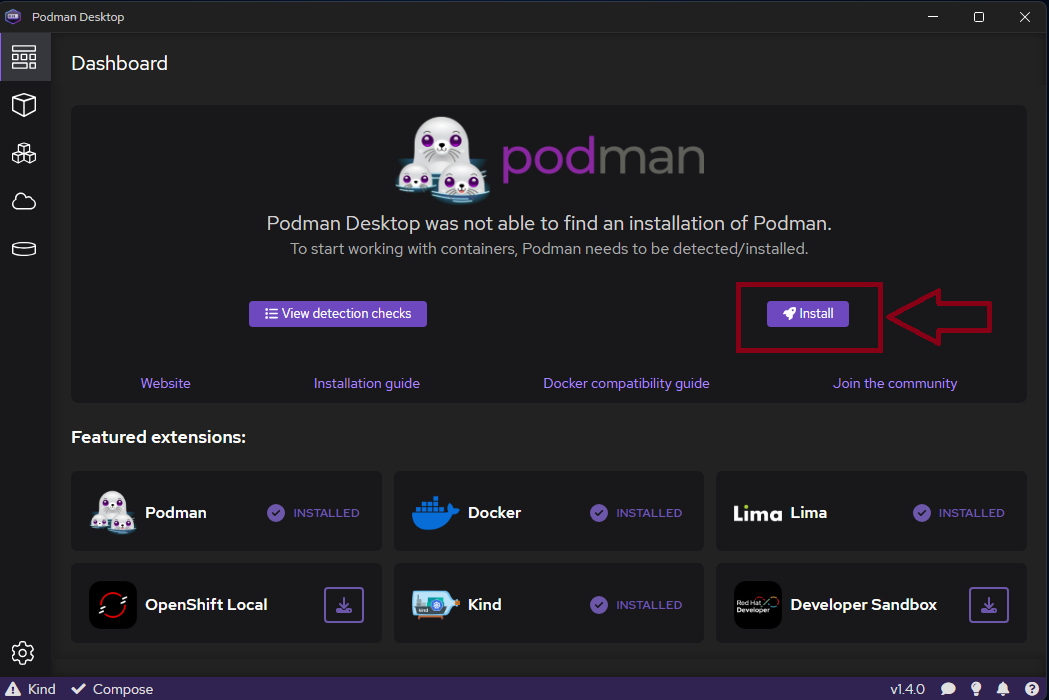 Podman Desktop
Dashboard
podman
Podman Desktop was not able to find an installation of Podman.
To start working with containers, Podman needs to be detected/installed.
View detection checks
Install
Website
Installation guide
Docker compatibility guide
Join the community
Featured extensions:
Podman
INSTALLED
Docker
INSTALLED
Lima
Lima
INSTALLED
OpenShift Local
kind
Kind
INSTALLED
Red Hat
Developer
Developer Sandbox
Kind
Compose
v1.4.0